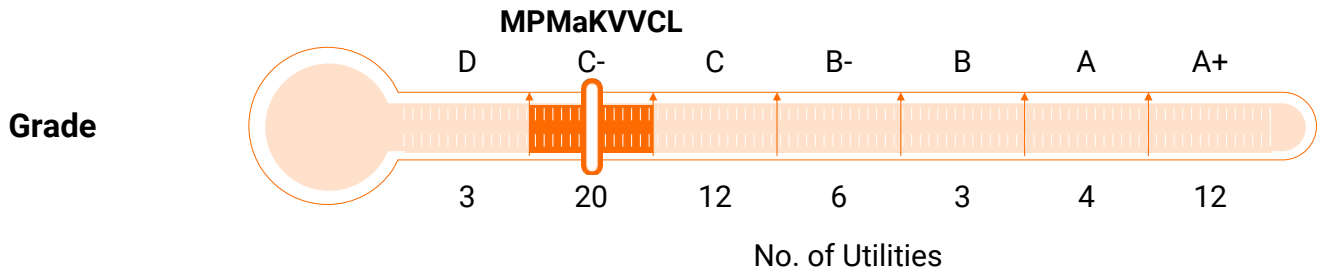 MPMaKVVCL
D C- C B- B A A+
Grade
3 20 12 6 3 4 12
No. of Utilities